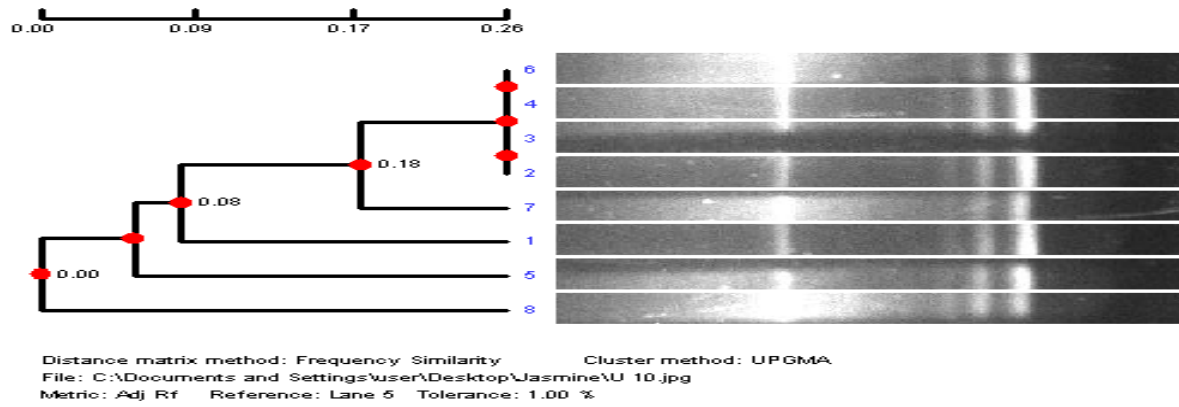 0.00 0.09 0.17 0.26
6
4
3
0.18 2
7
0.08
1
0.00 5
8
Distance matrix method: Frequency Similarity Cluster method: UPGMA
File: C:\Documents and Settings\user\Desktop\Jasmine\U 10.jpg
Metric: Adj Rf Reference: Lane 5 Tolerance: 1.00 %